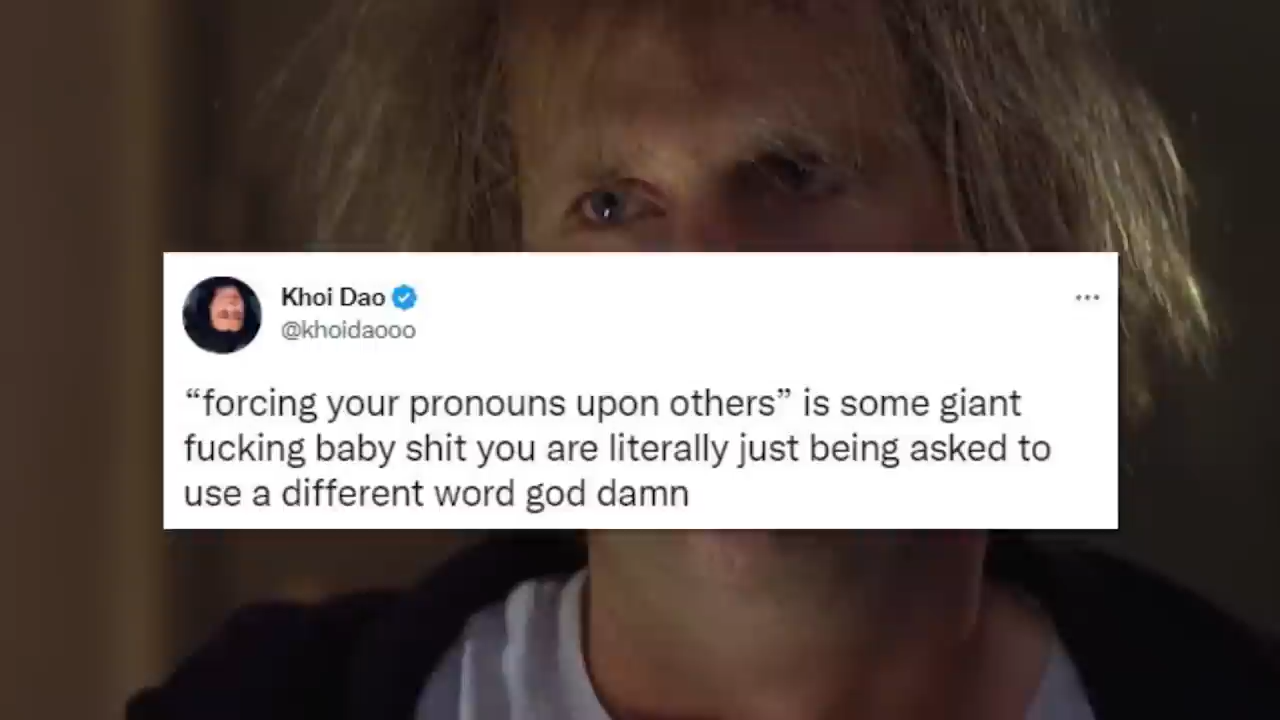 Khoi Dao
@khoidaooo
“forcing your pronouns upon others” is some giant
fucking baby shit you are literally just being asked to
use a different word god damn